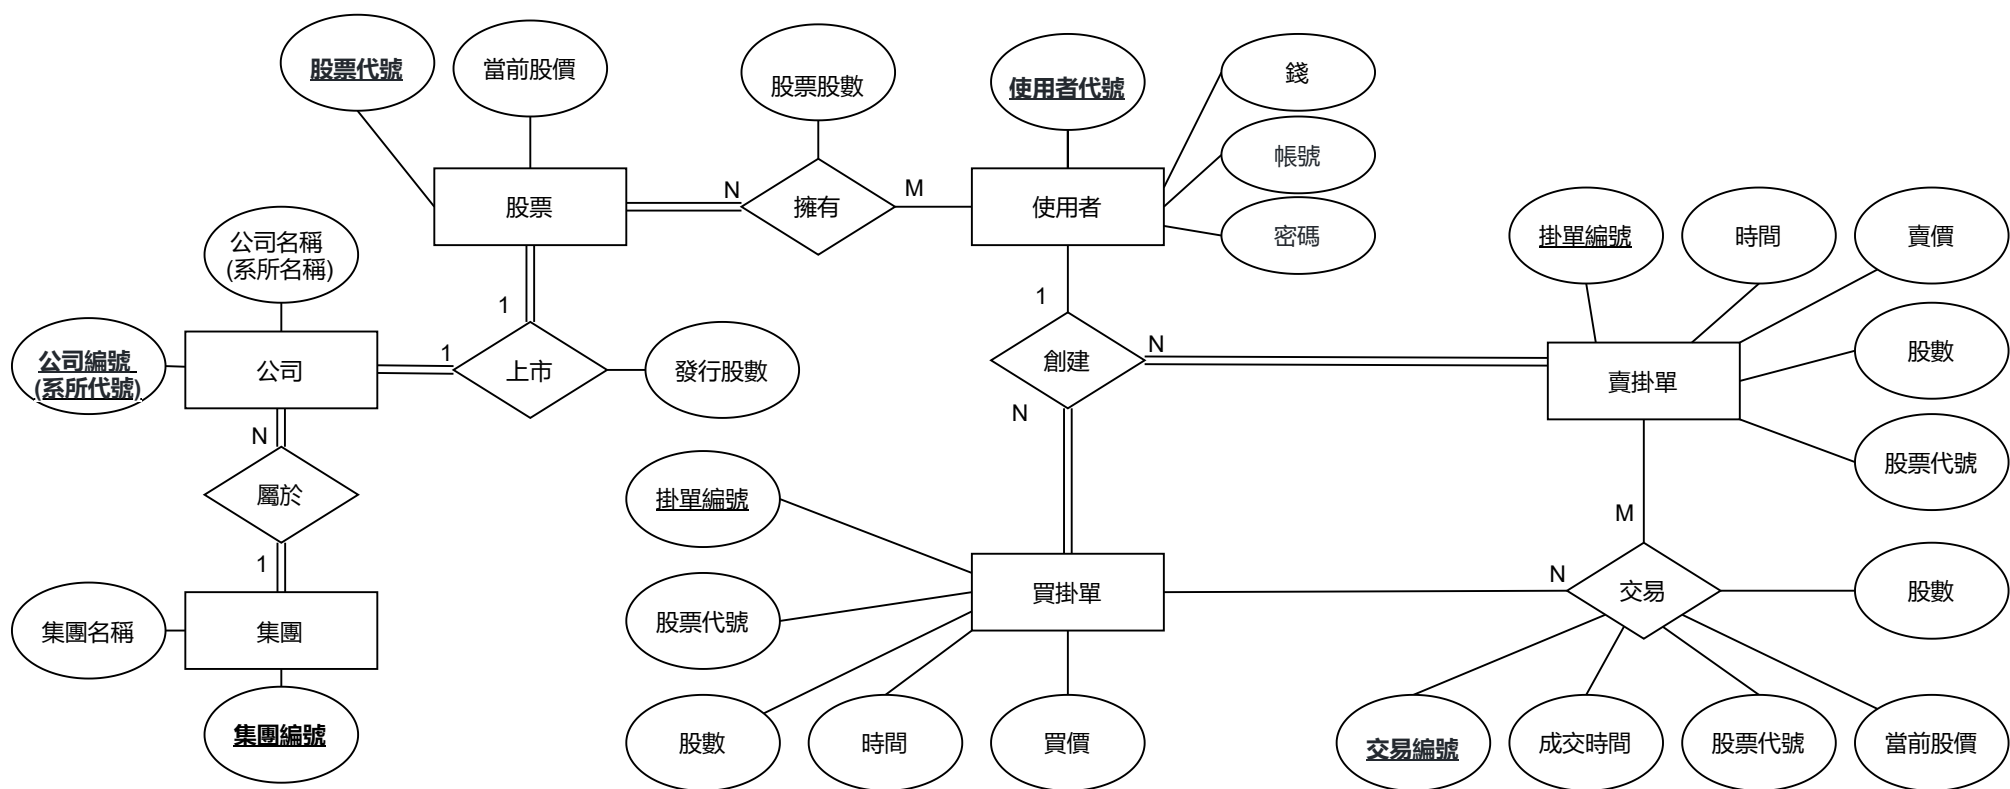 股票代號
當前股價
股票股數
使用者代號
錢
帳號
密碼
股票
N
擁有
M
使用者
掛單編號
時間
賣價
公司名稱
(系所名稱)
1
1
公司編號
(系所代號)
公司
1
上市
發行股數
創建
N
N
賣掛單
股數
股票代號
N
屬於
1
集團名稱
集團
集團編號
掛單編號
股票代號
買掛單
股數
時間
買價
M
N
交易
股數
交易編號
成交時間
股票代號
當前股價